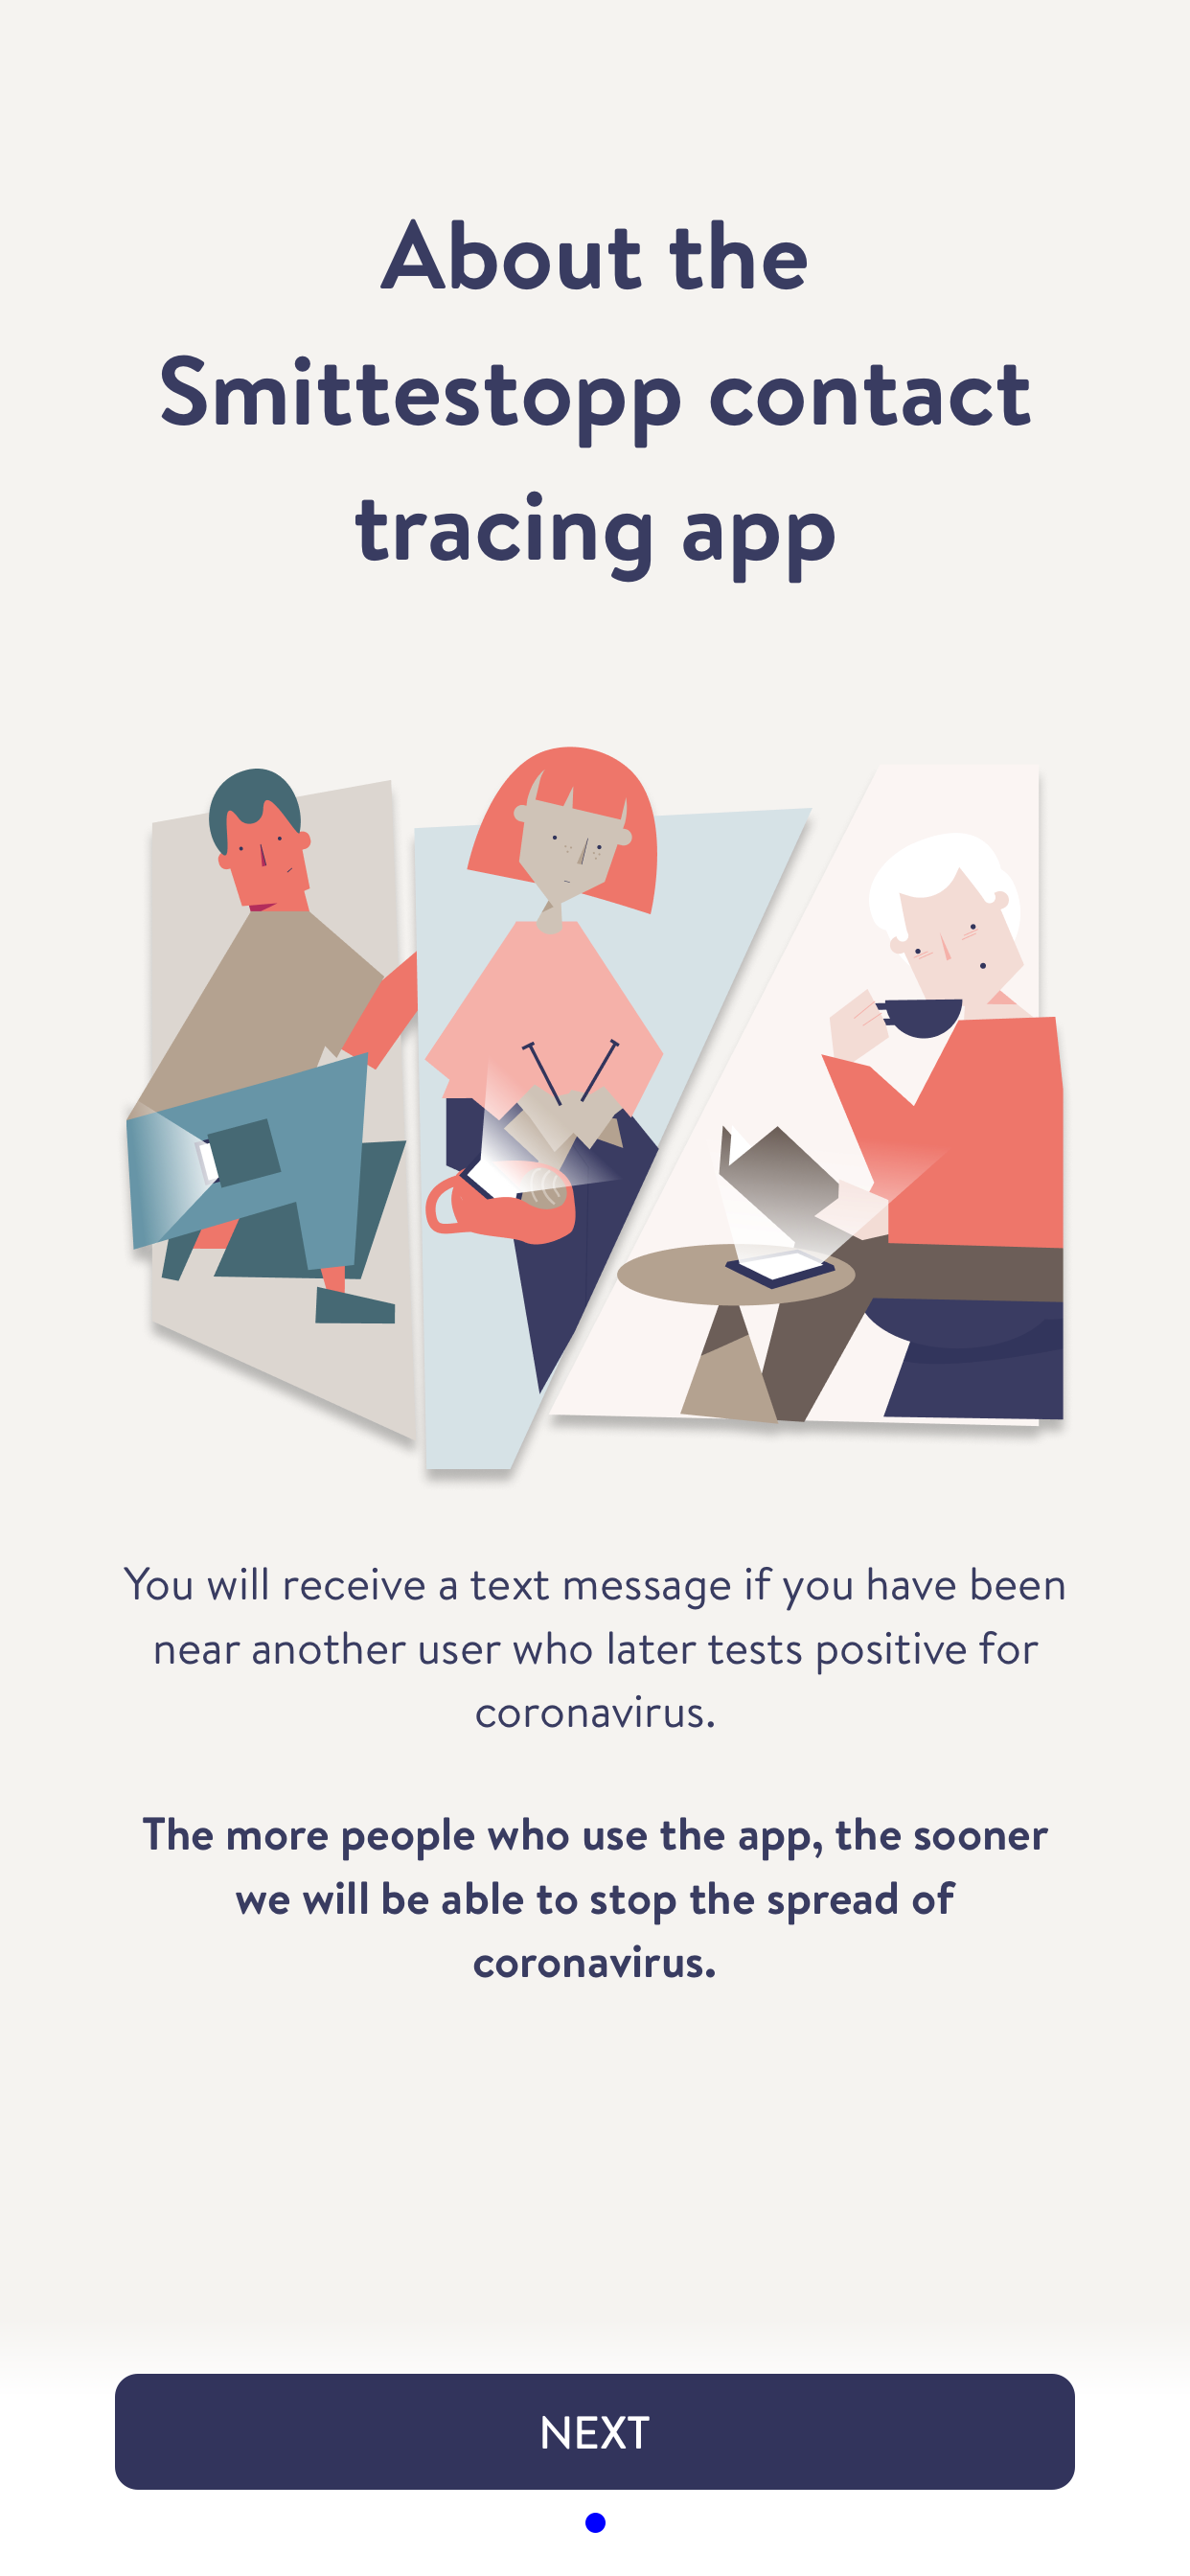 About the
Smittestopp contact
tracing app
You will receive a text message if you have been
near another user who later tests positive for
coronavirus.
The more people who use the app, the sooner
we will be able to stop the spread of
coronavirus.
NEXT